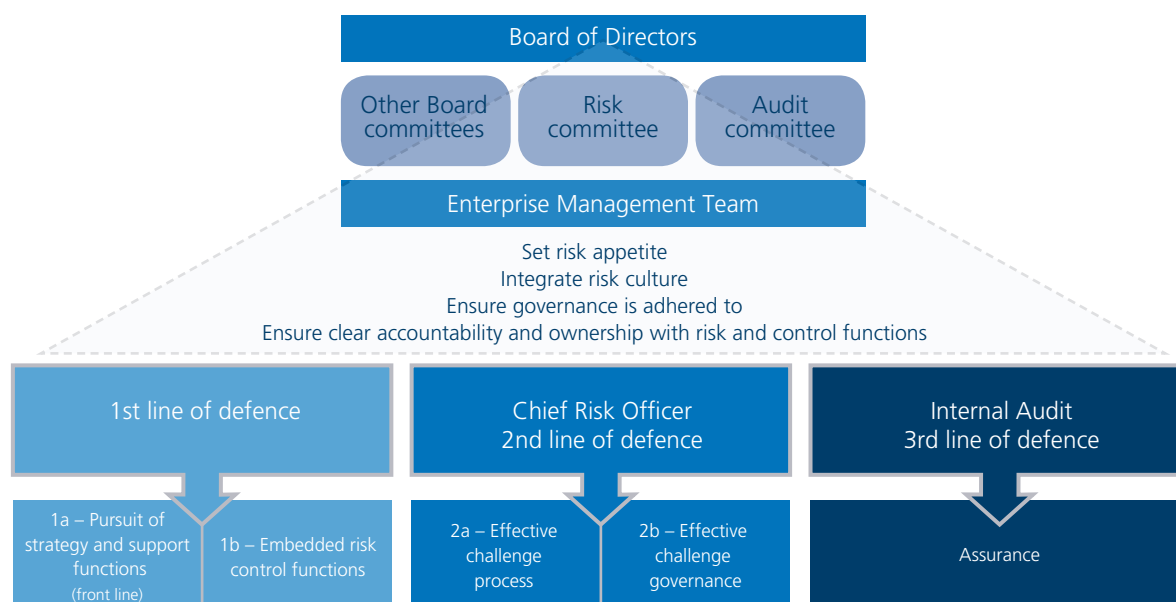 Board of Directors
Other Board
committees
Risk
committee
Audit
committee
Enterprise Management Team
Set risk appetite
Integrate risk culture
Ensure governance is adhered to
Ensure clear accountability and ownership with risk and control functions
1st line of defence
Chief Risk Officer
2nd line of defence
Internal Audit
3rd line of defence
1a – Pursuit of
strategy and support
functions
(front line)
1b – Embedded risk
control functions
2a – Effective
challenge
process
2b – Effective
challenge
governance
Assurance